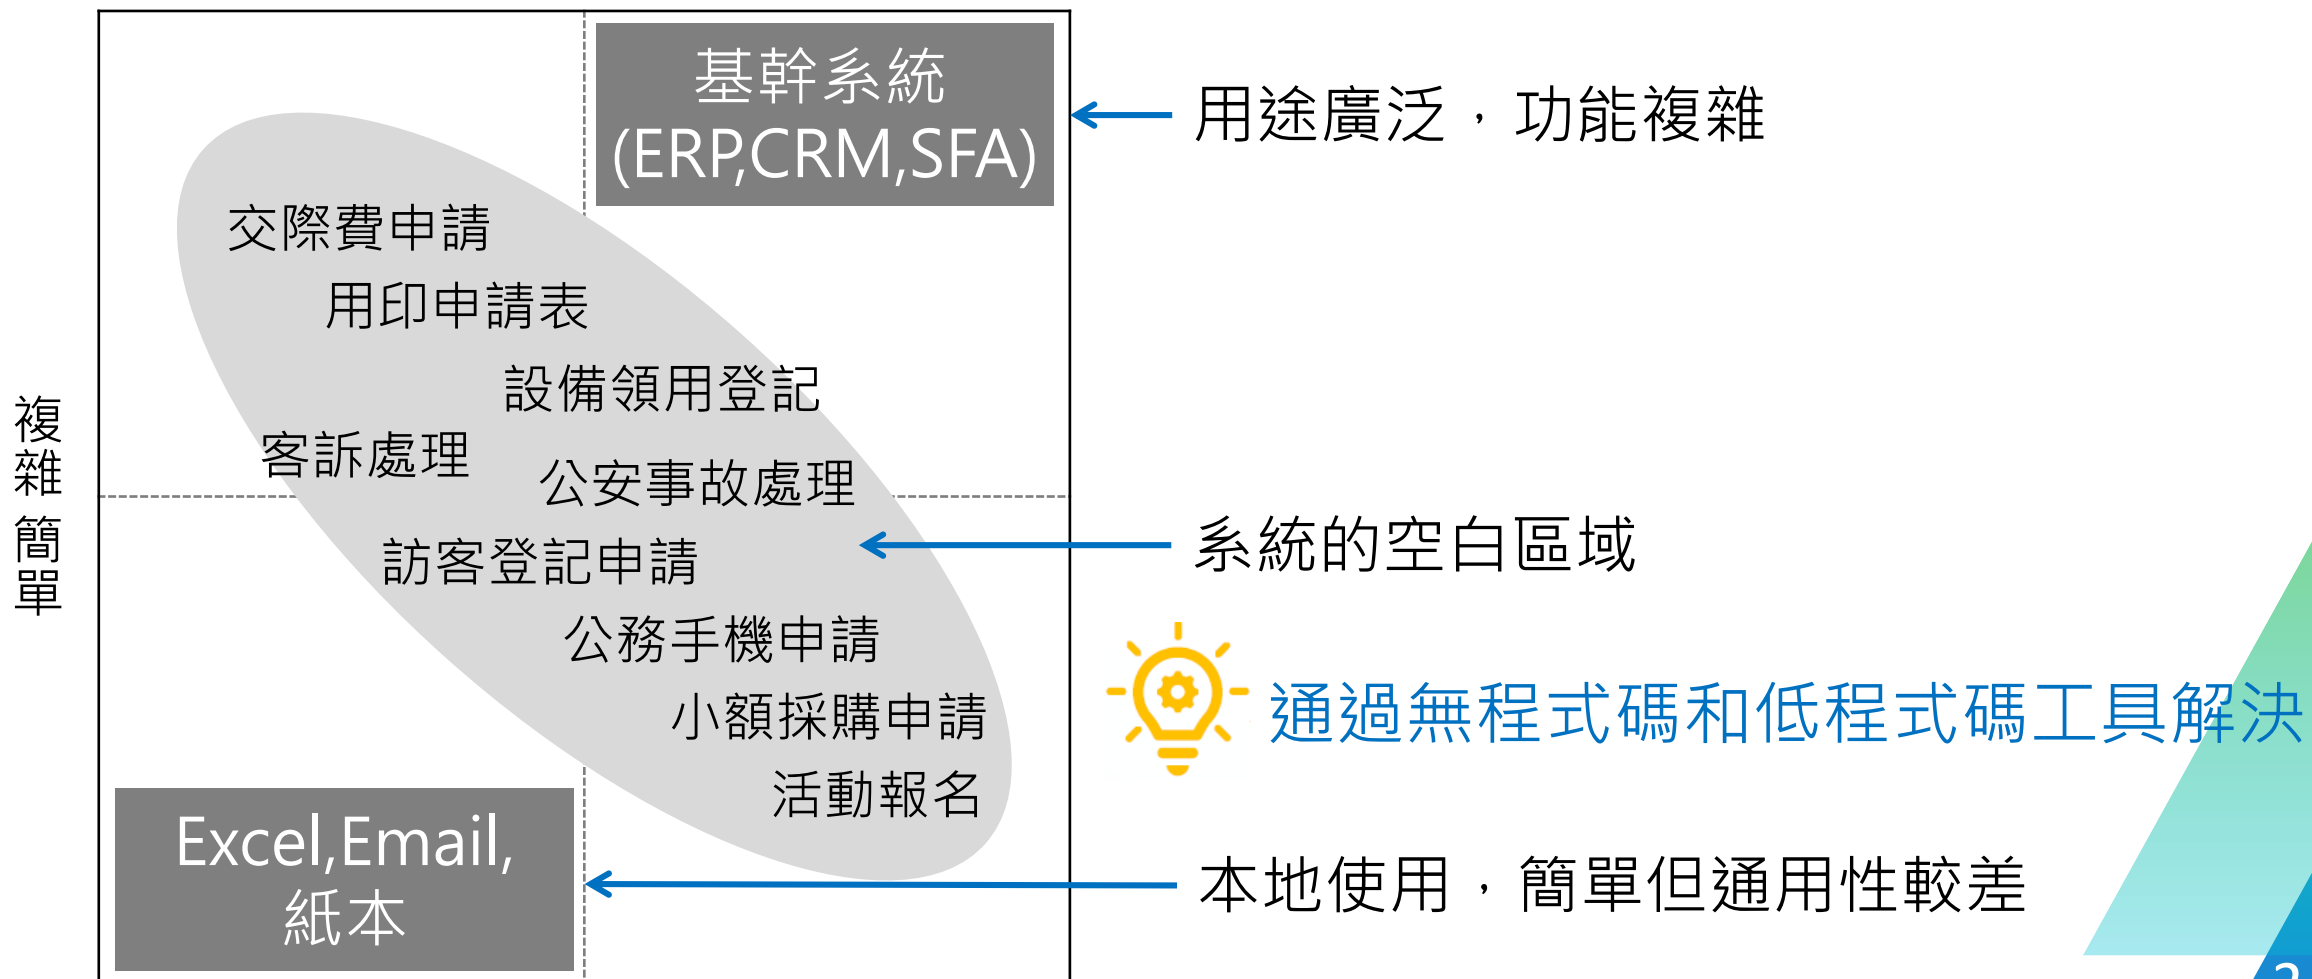 基幹系統
(ERP,CRM,SFA)
用途廣泛，功能複雜
交際費申請
用印申請表
設備領用登記
客訴處理
公安事故處理
複雜 簡單
訪客登記申請
系統的空白區域
公務手機申請
通過無程式碼和低程式碼工具解決
小額採購申請
活動報名
Excel,Email,
紙本
本地使用，簡單但通用性較差